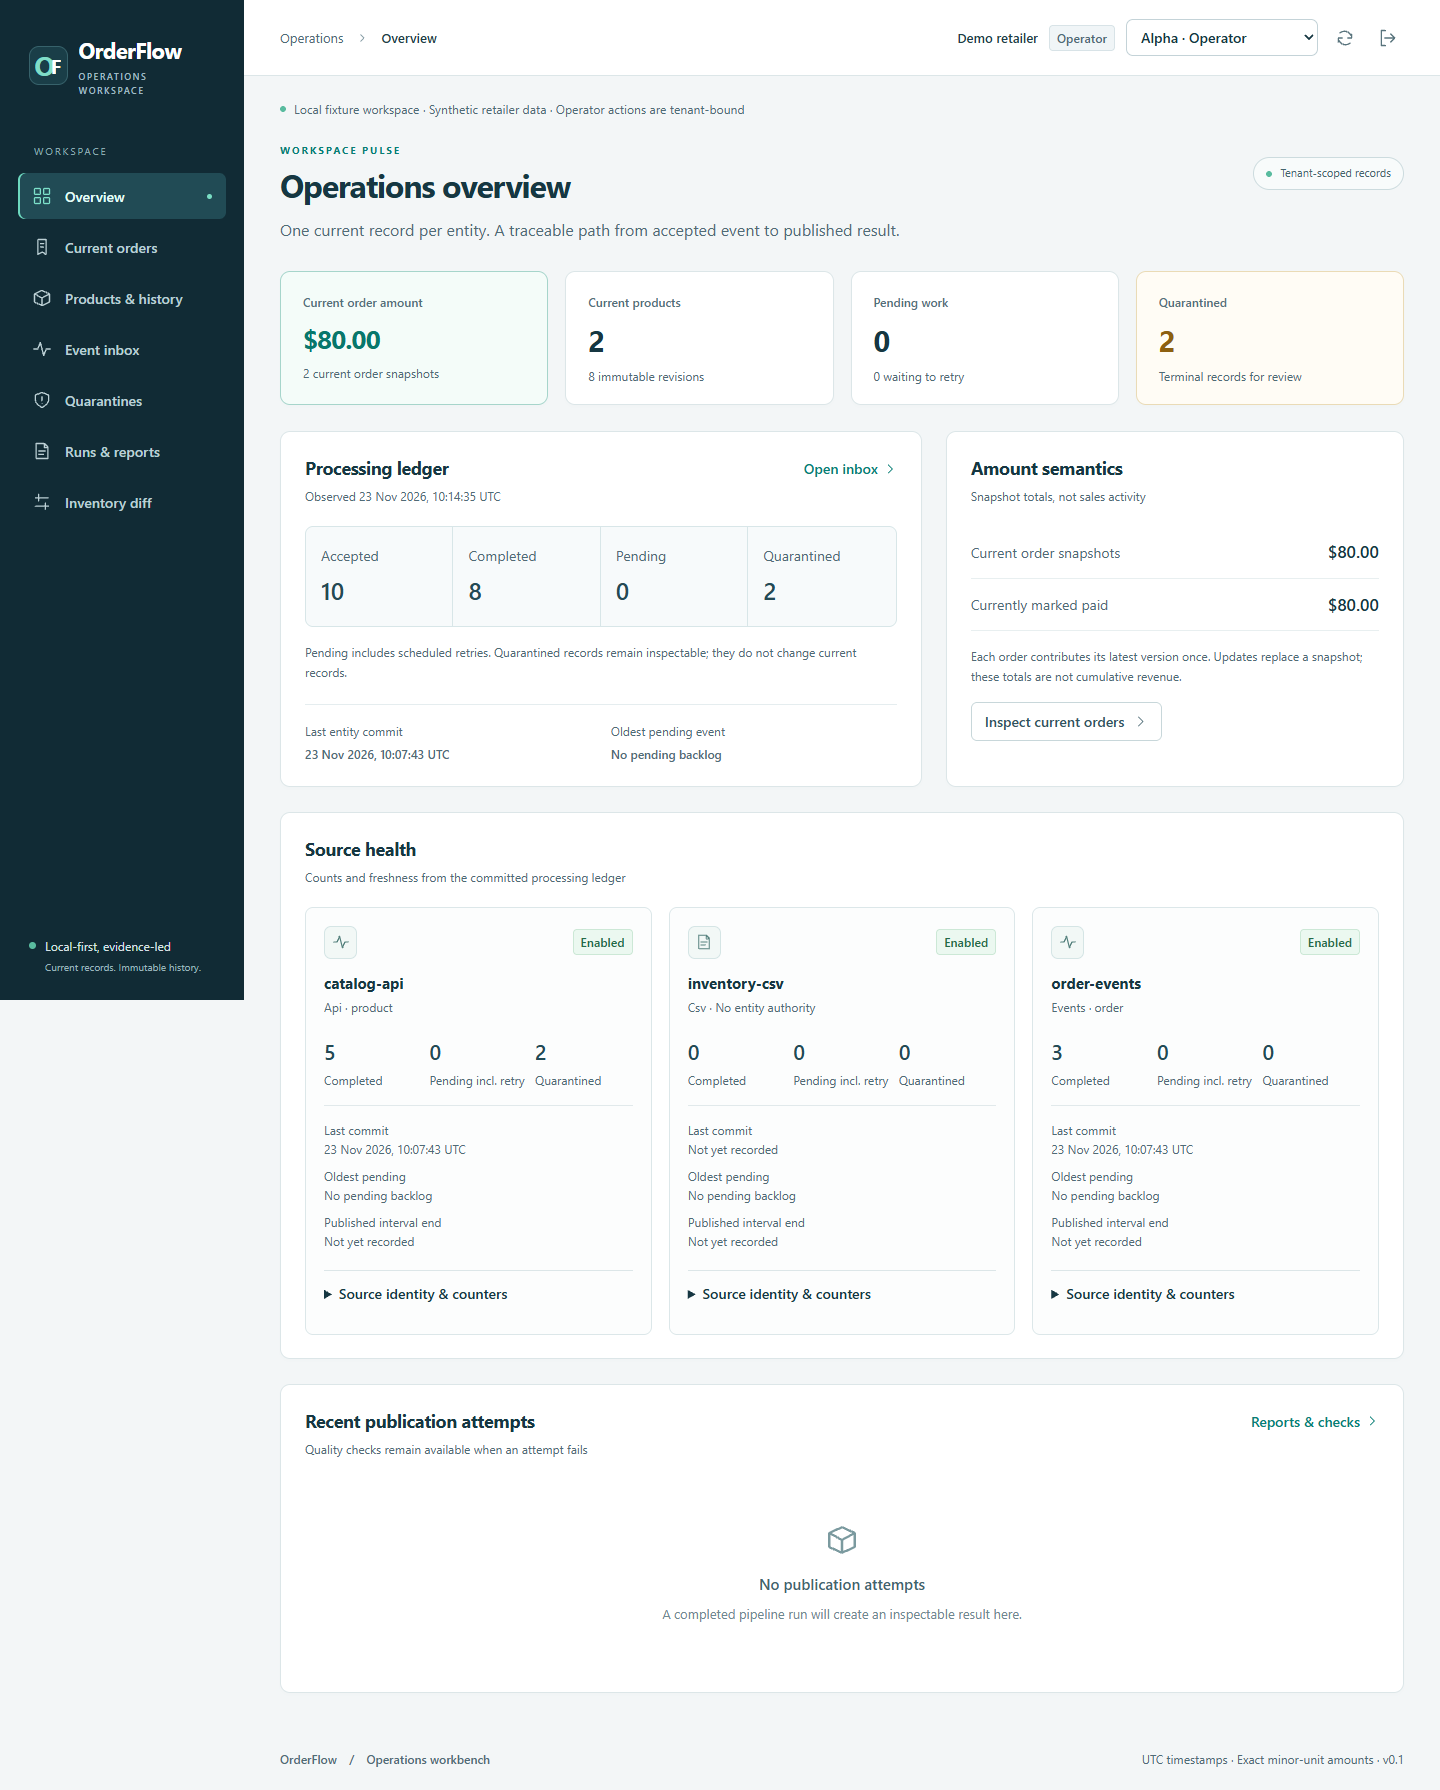 OF
OrderFlow
OPERATIONS
WORKSPACE
WORKSPACE
Overview
Current orders
Products & history
Event inbox
Quarantines
Runs & reports
Inventory diff
Local-first, evidence-led
Current records. Immutable history.
Operations > Overview
Demo retailer Operator Alpha · Operator
Local fixture workspace · Synthetic retailer data · Operator actions are tenant-bound
WORKSPACE PULSE
Operations overview
Tenant-scoped records
One current record per entity. A traceable path from accepted event to published result.
Current order amount
$80.00
2 current order snapshots
Current products
2
8 immutable revisions
Pending work
0
0 waiting to retry
Quarantined
2
Terminal records for review
Processing ledger
Open inbox
Observed 23 Nov 2026, 10:14:35 UTC
Accepted Completed Pending Quarantined
10 8 0 2
Pending includes scheduled retries. Quarantined records remain inspectable; they do not change current
records.
Last entity commit
23 Nov 2026, 10:07:43 UTC
Oldest pending event
No pending backlog
Amount semantics
Snapshot totals, not sales activity
Current order snapshots $80.00
Currently marked paid $80.00
Each order contributes its latest version once. Updates replace a snapshot;
these totals are not cumulative revenue.
Inspect current orders
Source health
Counts and freshness from the committed processing ledger
Enabled
catalog-api
Api · product
5 0 2
Completed Pending incl. retry Quarantined
Last commit
23 Nov 2026, 10:07:43 UTC
Oldest pending
No pending backlog
Published interval end
Not yet recorded
Source identity & counters
Enabled
inventory-csv
Csv · No entity authority
0 0 0
Completed Pending incl. retry Quarantined
Last commit
Not yet recorded
Oldest pending
No pending backlog
Published interval end
Not yet recorded
Source identity & counters
Enabled
order-events
Events · order
3 0 0
Completed Pending incl. retry Quarantined
Last commit
23 Nov 2026, 10:07:43 UTC
Oldest pending
No pending backlog
Published interval end
Not yet recorded
Source identity & counters
Recent publication attempts
Reports & checks
Quality checks remain available when an attempt fails
No publication attempts
A completed pipeline run will create an inspectable result here.
OrderFlow / Operations workbench
UTC timestamps · Exact minor-unit amounts · v0.1